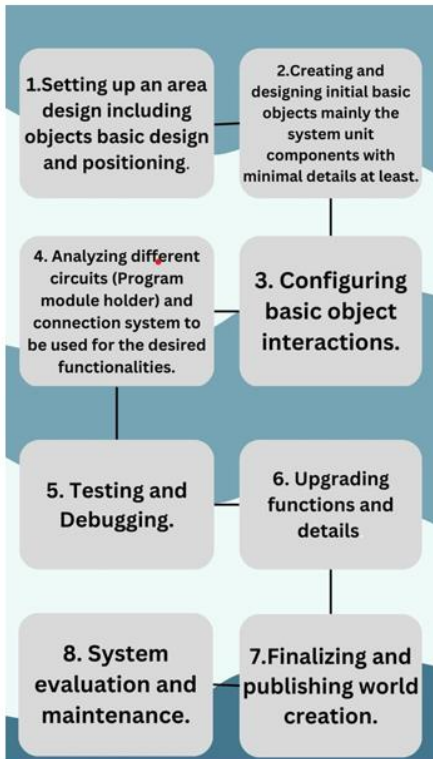 1.Setting up an area
design including
objects basic design
and positioning.
2.Creating and
designing initial basic
objects mainly the
system unit
components with
minimal details at least.
3. Configuring
basic object
interactions.
4. Analyzing different
circuits (Program
module holder) and
connection system to
be used for the desired
functionalities.
5. Testing and
Debugging.
6. Upgrading
functions and
details
7.Finalizing and
publishing world
creation.
8. System
evaluation and
maintenance.